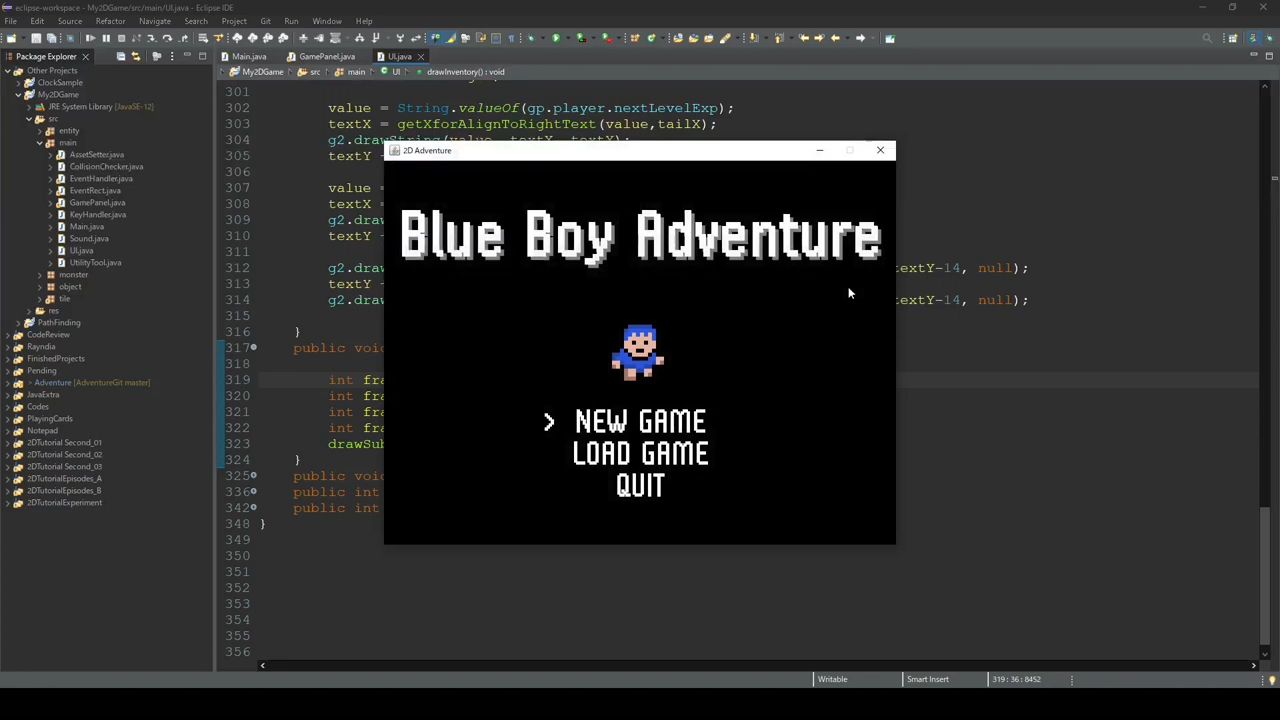 eclipse-workspace - My2DGame/src/main/UI.java - Eclipse IDE
File Edit Source Refactor Navigate Search Project Git Run Window Help
Package Explorer
Main.java GamePanel.java UI.java
My2DGame src main UI drawInventory() : void
Other Projects
ClockSample
My2DGame
JRE System Library [JavaSE-12]
src
entity
main
AssetSetter.java
CollisionChecker.java
EventHandler.java
EventRect.java
GamePanel.java
KeyHandler.java
Main.java
Sound.java
UI.java
UtilityTool.java
monster
object
tile
res
PathFinding
CodeReview
Rayndia
FinishedProjects
Pending
> Adventure [AdventureGit master]
JavaExtra
Codes
PlayingCards
Notepad
2DTutorial Second_01
2DTutorial Second_02
2DTutorial Second_03
2DTutorialEpisodes_A
2DTutorialEpisodes_B
2DTutorialExperiment
301
302 value = String.valueOf(gp.player.nextLevelExp);
303 textX = getXforAlignToRightText(value,tailX);
304 g2.drawString(value, textX, textY);
305 textY
306
307 value =
308 textX =
309 g2.draw
310 textY
311
312 g2.draw textY-14, null);
313 textY
314 g2.draw textY-14, null);
315
316 }
317 public void
318
319 int fra
320 int fra
321 int fra
322 int fra
323 drawSub
324 }
325 public void
336 public int
342 public int
348 }
349
350
351
352
353
354
355
356
2D Adventure
Blue Boy Adventure
> NEW GAME
LOAD GAME
QUIT
Writable Smart Insert 319 : 36 : 8452